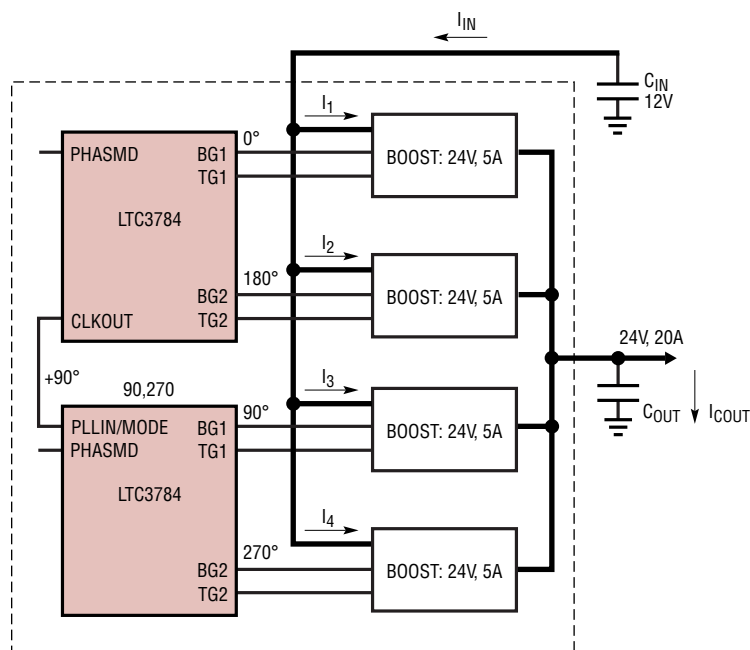 I_IN
C_IN
12V
I_1
0°
PHASMD BG1
TG1
BOOST: 24V, 5A
LTC3784
I_2
180°
BG2
CLKOUT TG2
BOOST: 24V, 5A
24V, 20A
+90°
90,270
I_3
90°
PLLIN/MODE BG1
PHASMD TG1
BOOST: 24V, 5A
C_OUT I_COUT
LTC3784
I_4
270°
BG2
TG2
BOOST: 24V, 5A